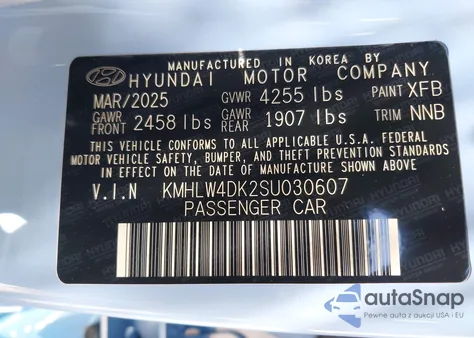 MANUFACTURED IN KOREA BY
HYUNDAI MOTOR COMPANY
MAR/2025 GVWR 4255 lbs PAINT XFB
GAWR FRONT 2458 lbs GAWR REAR 1907 lbs TRIM NNB
THIS VEHICLE CONFORMS TO ALL APPLICABLE U.S.A. FEDERAL
MOTOR VEHICLE SAFETY, BUMPER, AND THEFT PREVENTION STANDARDS
IN EFFECT ON THE DATE OF MANUFACTURE SHOWN ABOVE.
V.I.N KMHLW4DK2SU030607
PASSENGER CAR
autoSnap
Pewne auta z aukcji USA i EU